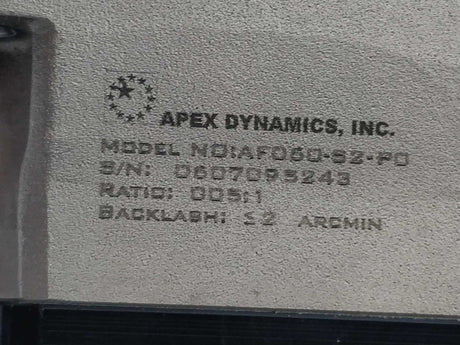 APEX DYNAMICS, INC.
MODEL NO:AF060-S2-P0
S/N: 0607095243
RATIO: 005:1
BACKLASH: ≤2 ARCMIN